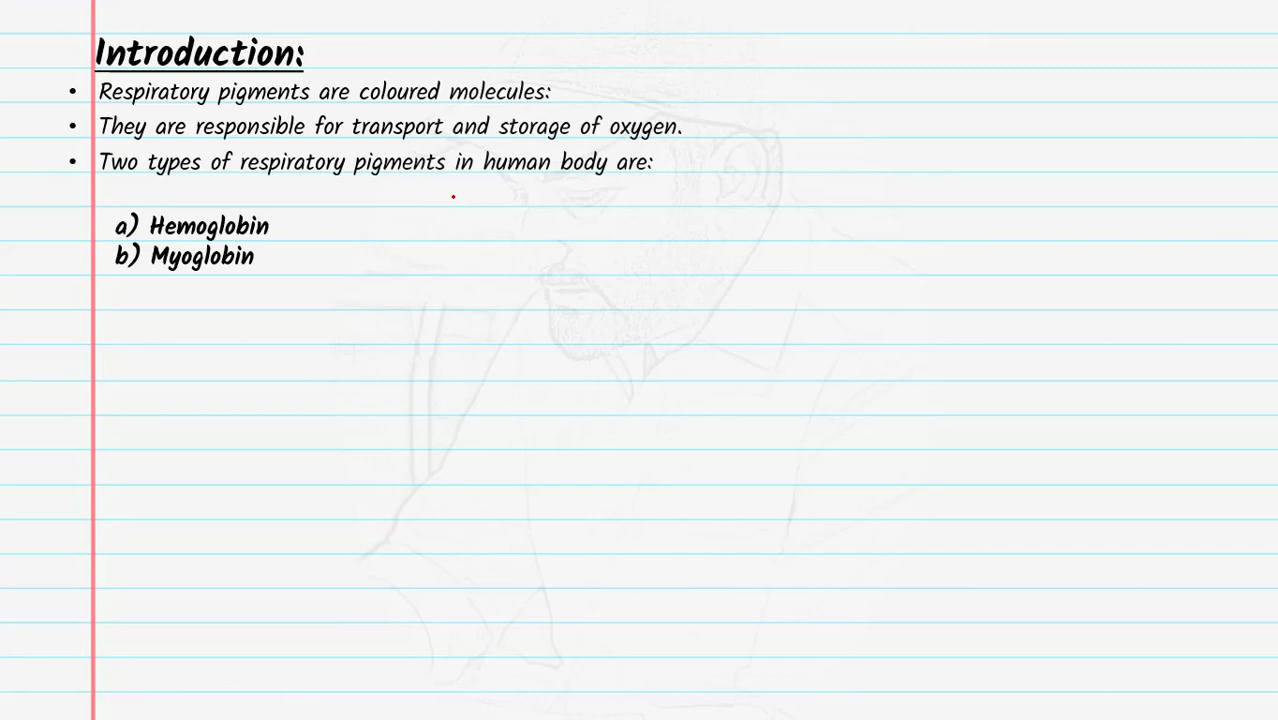 Introduction:
• Respiratory pigments are coloured molecules:
• They are responsible for transport and storage of oxygen.
• Two types of respiratory pigments in human body are:
a) Hemoglobin
b) Myoglobin